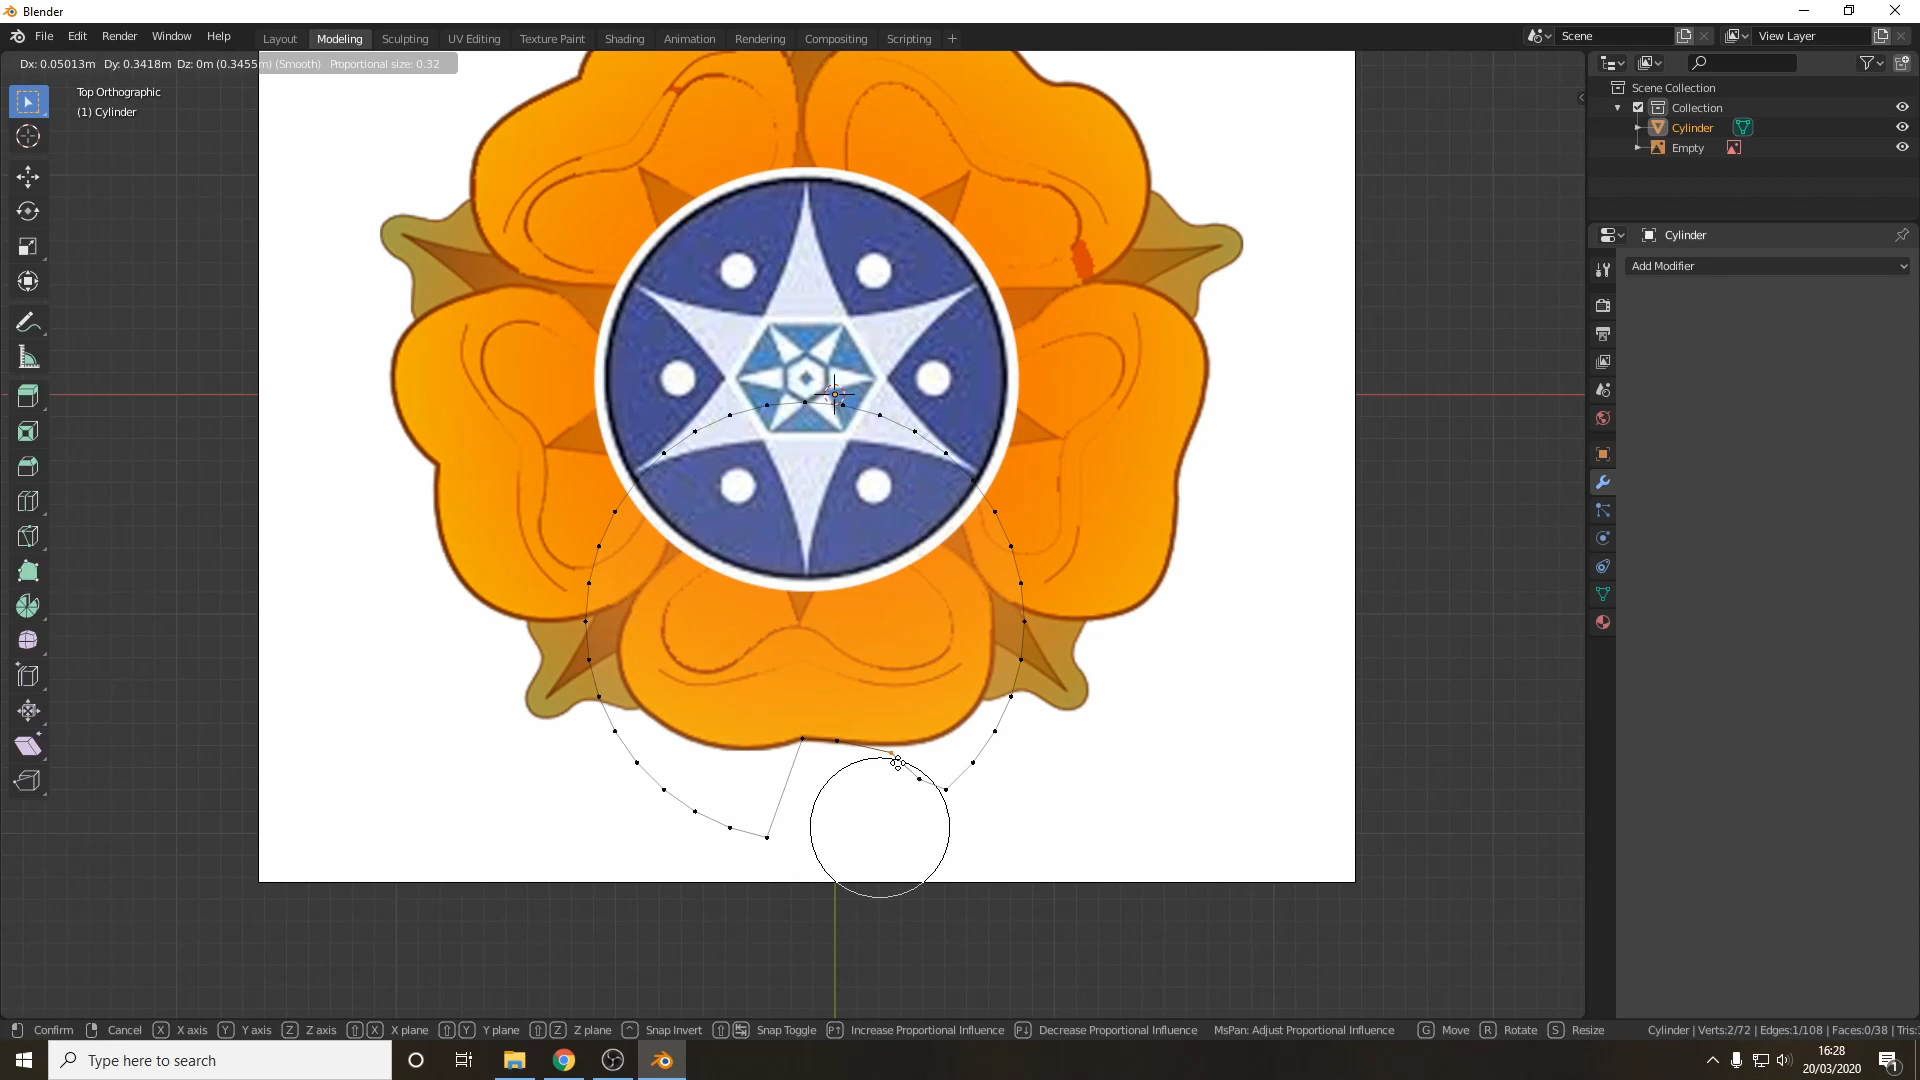 Blender
File Edit Render Window Help Layout Modeling Sculpting UV Editing Texture Paint Shading Animation Rendering Compositing Scripting Scene View Layer
Dx: 0.05013m Dy: 0.3418m Dz: 0m (0.3455m) (Smooth) Proportional size: 0.32
Top Orthographic
(1) Cylinder
Scene Collection
Collection
Cylinder
Empty
Cylinder
Add Modifier
Confirm Cancel X X axis Y Y axis Z Z axis X X plane Y Y plane Z Z plane Snap Invert Snap Toggle Increase Proportional Influence Decrease Proportional Influence MsPan: Adjust Proportional Influence G Move R Rotate S Resize Cylinder | Verts:2/72 | Edges:1/108 | Faces:0/38 | Tris:
Type here to search
16:28
20/03/2020